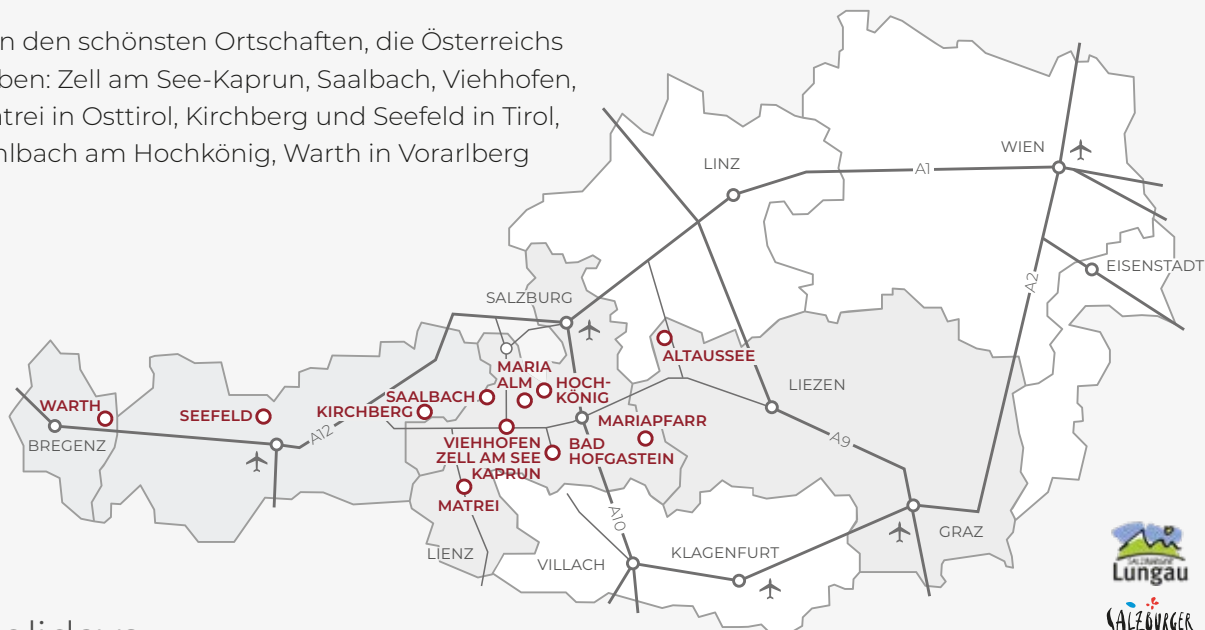 n den schönsten Ortschaften, die Österreichs
ben: Zell am See-Kaprun, Saalbach, Viehhofen,
trei in Osttirol, Kirchberg und Seefeld in Tirol,
hlbach am Hochkönig, Warth in Vorarlberg
WIEN
LINZ
A1
EISENSTADT
A2
SALZBURG
ALTAUSSEE
MARIA
ALM
HOCH-
KÖNIG
LIEZEN
SAALBACH
WARTH
SEEFELD
KIRCHBERG
MARIAPFARR
BREGENZ
A12
A9
VIEHHOFEN
ZELL AM SEE
KAPRUN
BAD
HOFGASTEIN
MATREI
A10
GRAZ
LIENZ
VILLACH
KLAGENFURT
SALZBURGER
Lungau
SALZBURGER